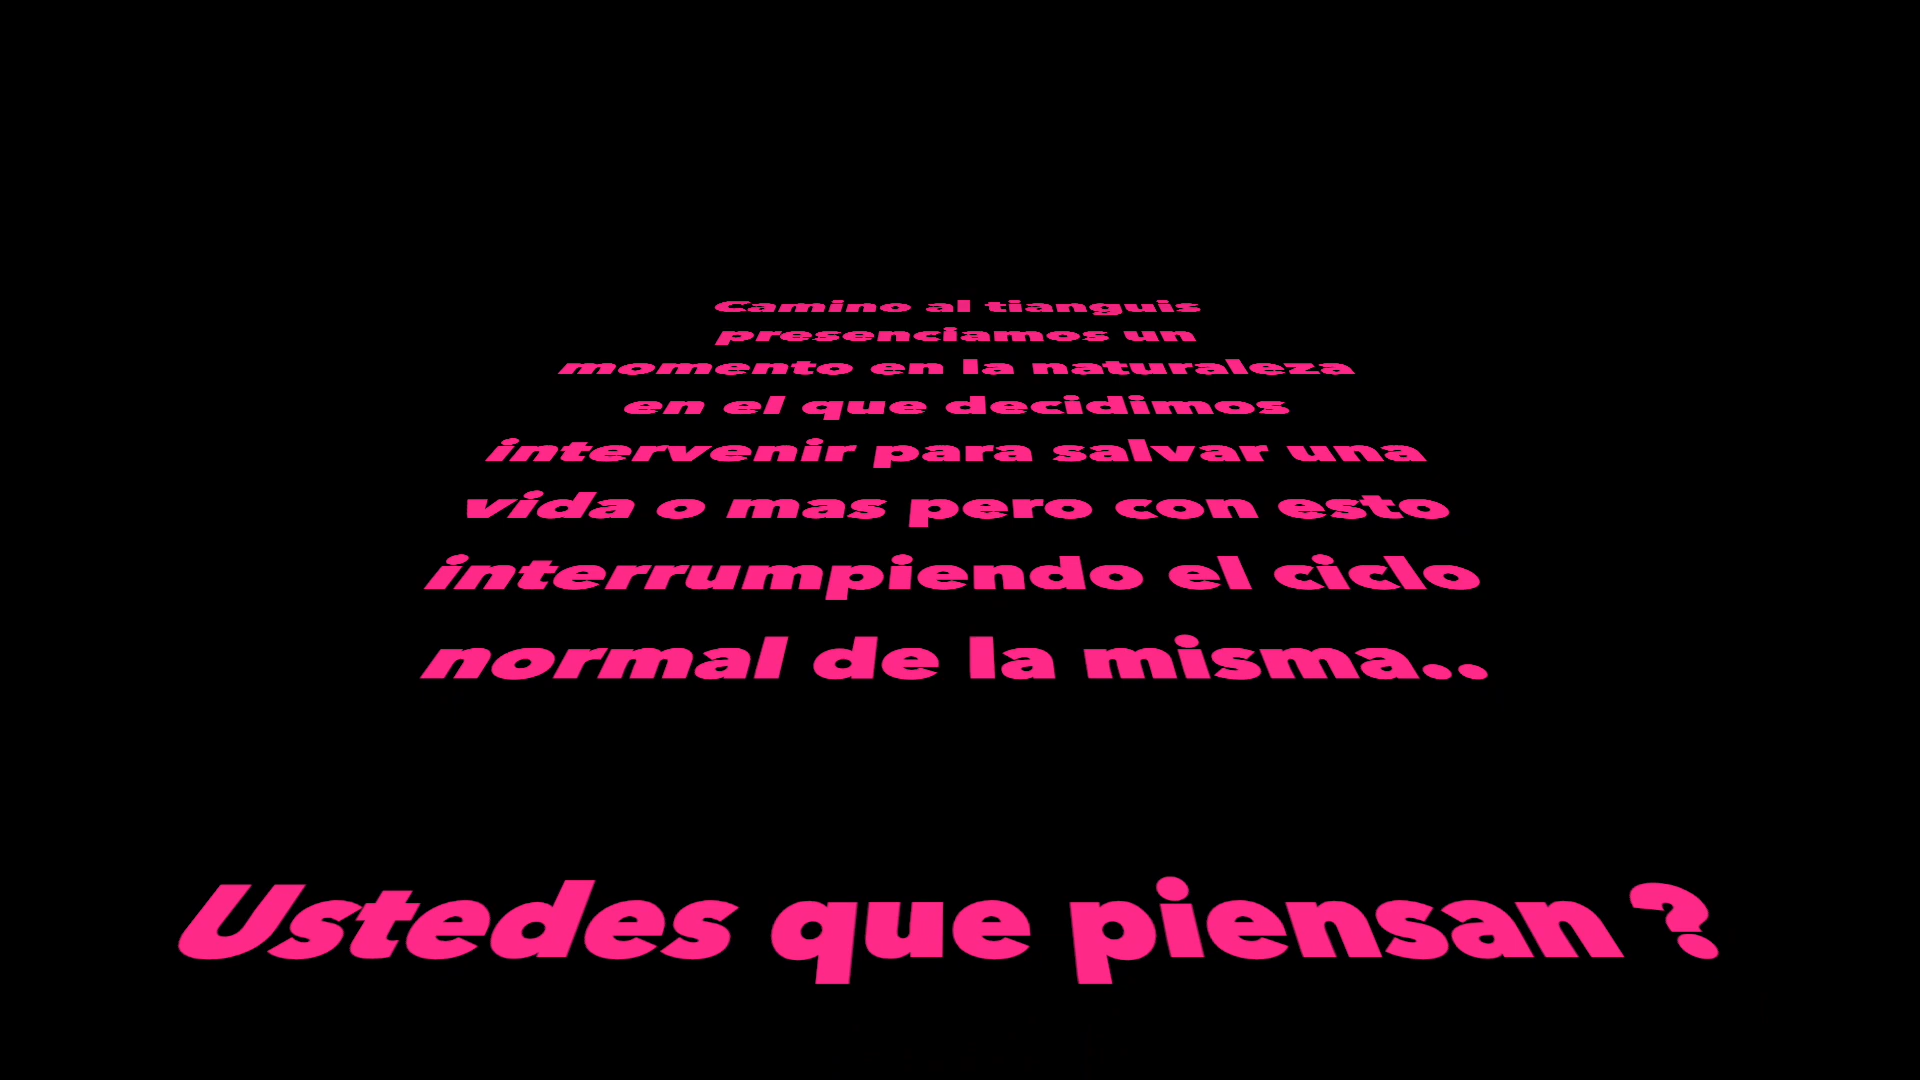 Camino al tianguis
presenciamos un
momento en la naturaleza
en el que decidimos
intervenir para salvar una
vida o mas pero con esto
interrumpiendo el ciclo
normal de la misma..
Ustedes que piensan ?